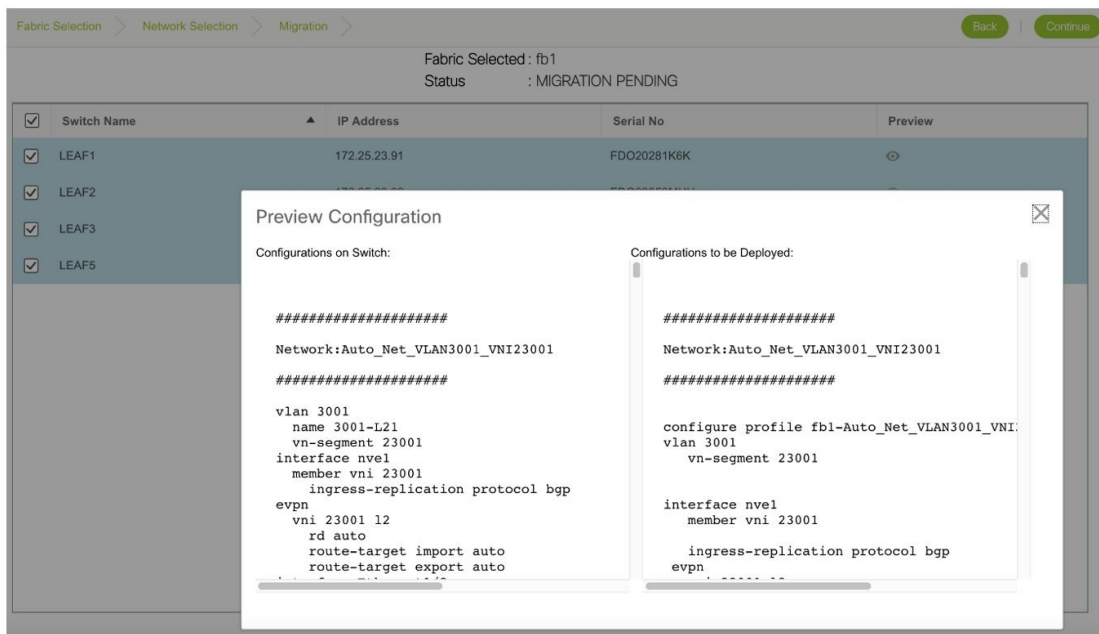 Fabric Selection Network Selection Migration Back Continue
Fabric Selected : fb1
Status : MIGRATION PENDING
Switch Name IP Address Serial No Preview
LEAF1 172.25.23.91 FDO20281K6K
LEAF2
LEAF3
LEAF5
Preview Configuration
Configurations on Switch:
#####################
Network:Auto_Net_VLAN3001_VNI23001
#####################
vlan 3001
name 3001-L21
vn-segment 23001
interface nve1
member vni 23001
ingress-replication protocol bgp
evpn
vni 23001 l2
rd auto
route-target import auto
route-target export auto
Configurations to be Deployed:
#####################
Network:Auto_Net_VLAN3001_VNI23001
#####################
configure profile fb1-Auto_Net_VLAN3001_VNI
vlan 3001
vn-segment 23001
interface nve1
member vni 23001
ingress-replication protocol bgp
evpn